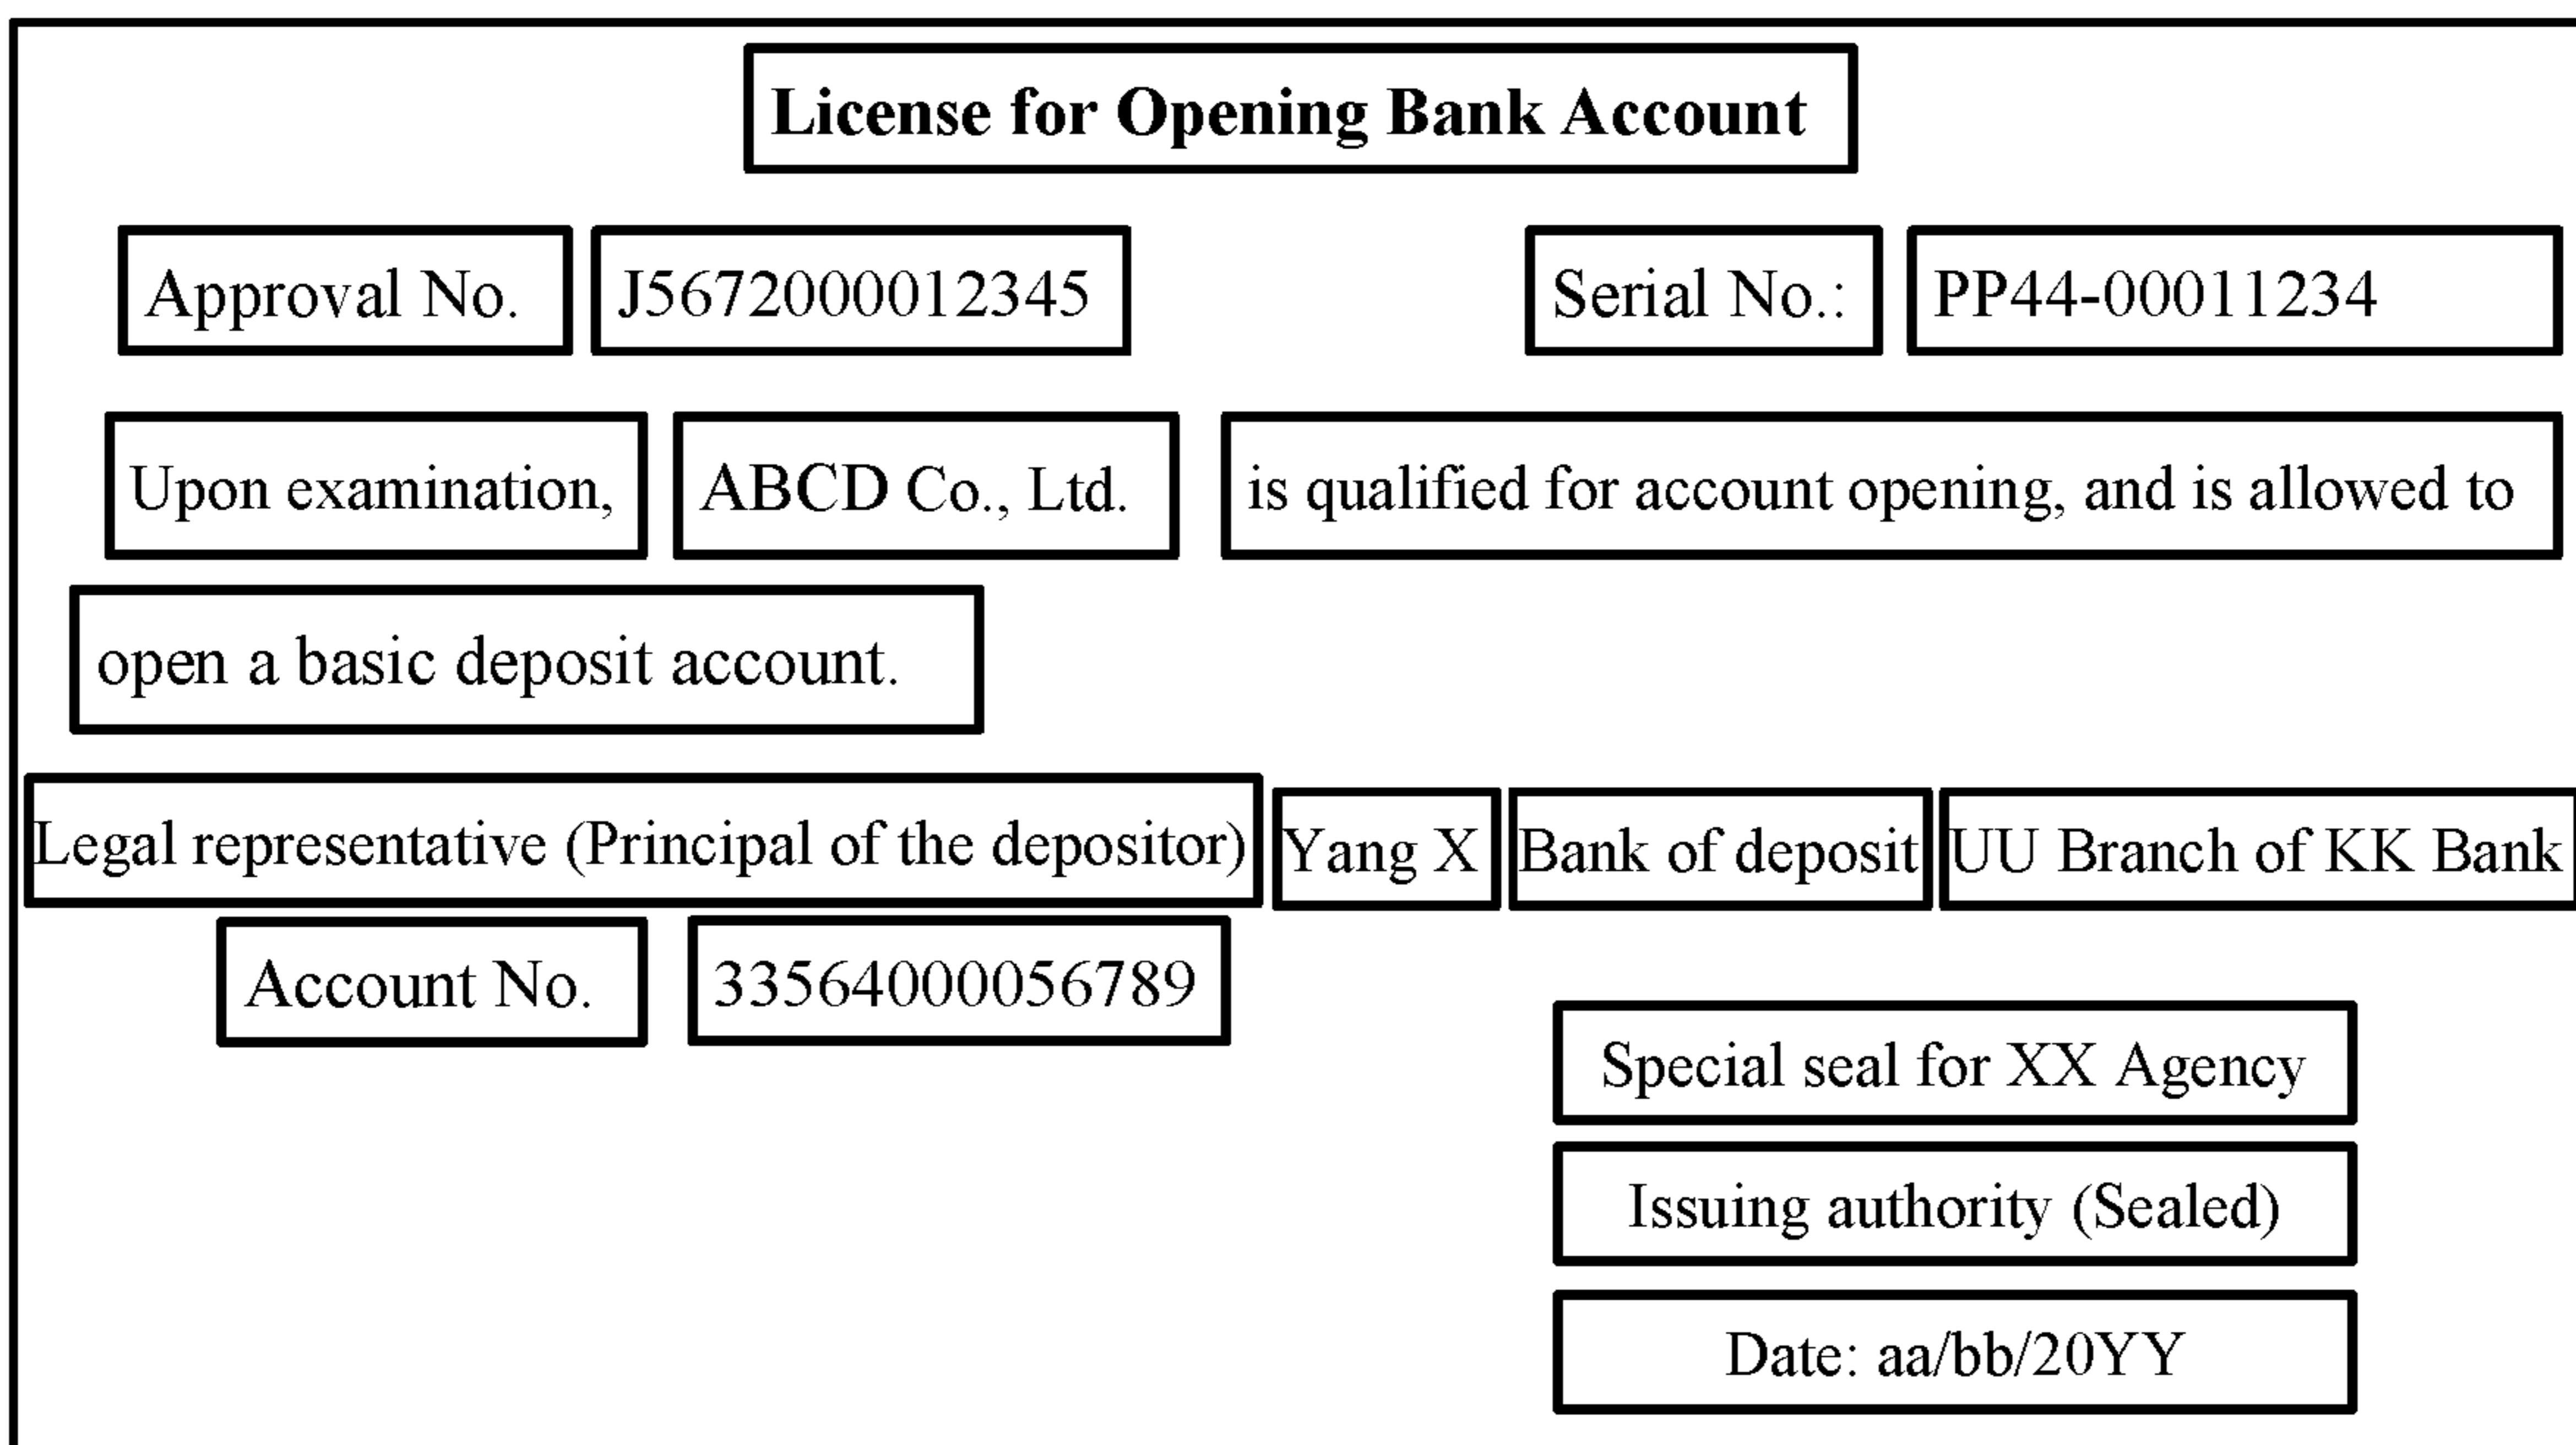 License for Opening Bank Account
Approval No. J5672000012345 Serial No.: PP44-00011234
Upon examination, ABCD Co., Ltd. is qualified for account opening, and is allowed to
open a basic deposit account.
Legal representative (Principal of the depositor) Yang X Bank of deposit UU Branch of KK Bank
Account No. 33564000056789
Special seal for XX Agency
Issuing authority (Sealed)
Date: aa/bb/20YY